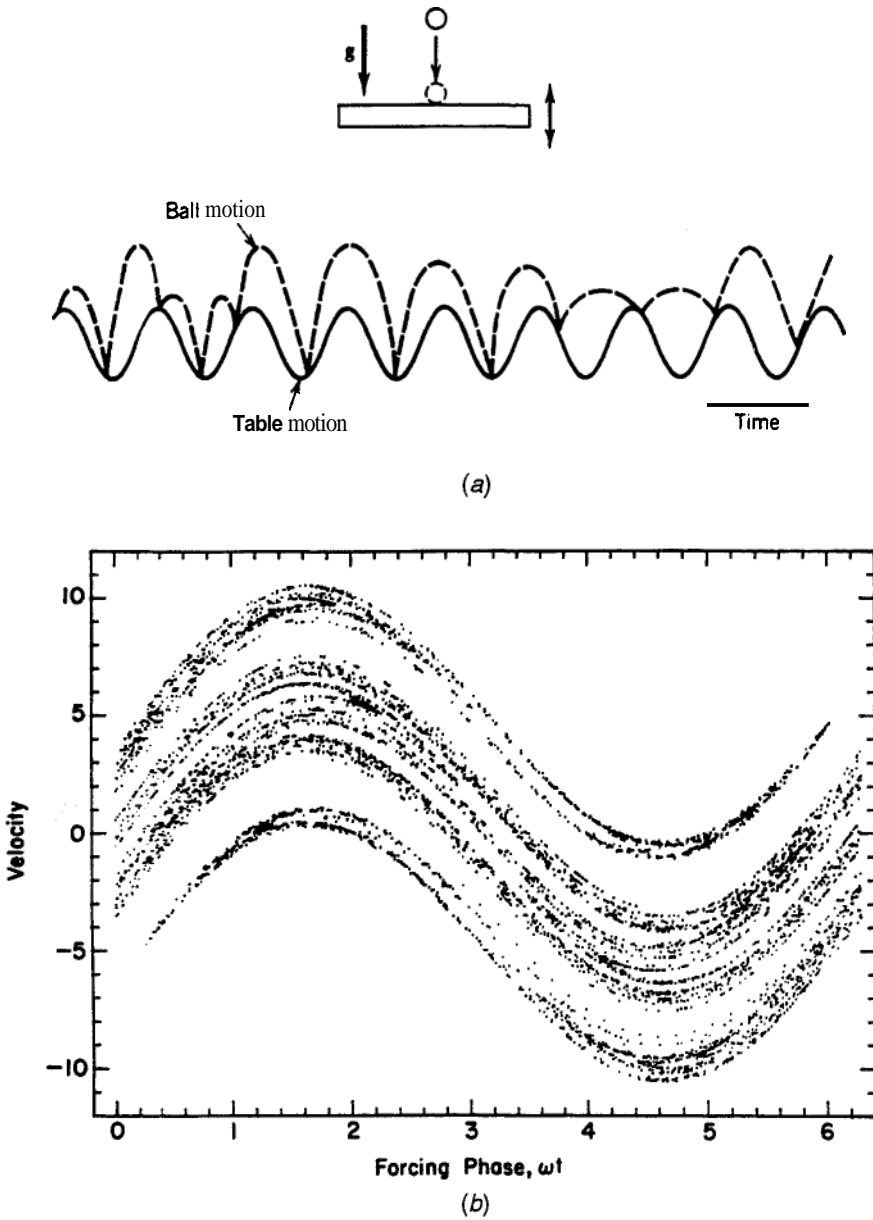 g
Ball motion
Table motion
Time
(a)
10
5
0
−5
−10
Velocity
0 1 2 3 4 5 6
Forcing Phase, ωt
(b)